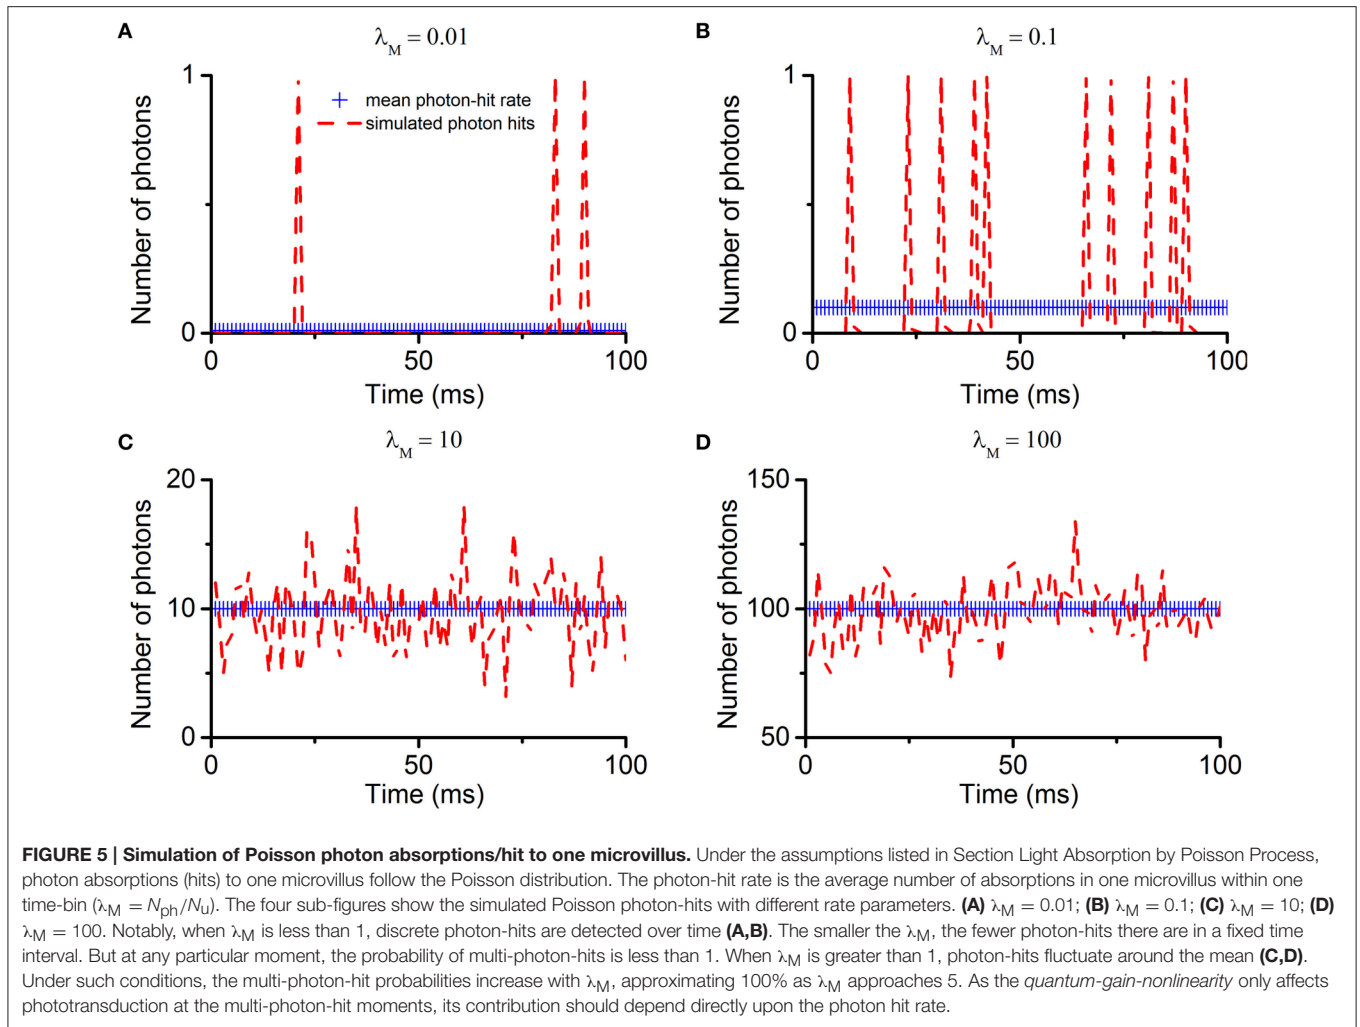 A
λM = 0.01
1
0
Number of photons
mean photon-hit rate
simulated photon hits
0
50
100
Time (ms)
B
λM = 0.1
1
0
Number of photons
0
50
100
Time (ms)
C
λM = 10
20
10
0
Number of photons
0
50
100
Time (ms)
D
λM = 100
150
100
50
Number of photons
0
50
100
Time (ms)
FIGURE 5 | Simulation of Poisson photon absorptions/hit to one microvillus. Under the assumptions listed in Section Light Absorption by Poisson Process,
photon absorptions (hits) to one microvillus follow the Poisson distribution. The photon-hit rate is the average number of absorptions in one microvillus within one
time-bin (λM = Nph/Nu). The four sub-figures show the simulated Poisson photon-hits with different rate parameters. (A) λM = 0.01; (B) λM = 0.1; (C) λM = 10; (D)
λM = 100. Notably, when λM is less than 1, discrete photon-hits are detected over time (A,B). The smaller the λM, the fewer photon-hits there are in a fixed time
interval. But at any particular moment, the probability of multi-photon-hits is less than 1. When λM is greater than 1, photon-hits fluctuate around the mean (C,D).
Under such conditions, the multi-photon-hit probabilities increase with λM, approximating 100% as λM approaches 5. As the quantum-gain-nonlinearity only affects
phototransduction at the multi-photon-hit moments, its contribution should depend directly upon the photon hit rate.